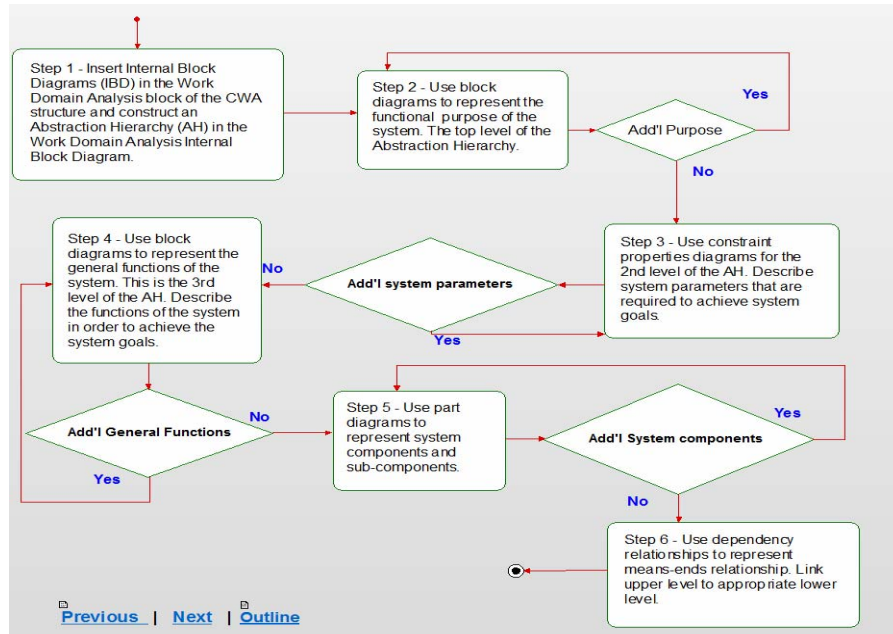 Step 1 - Insert Internal Block
Diagrams (IBD) in the Work
Domain Analysis block of the CWA
structure and construct an
Abstraction Hierarchy (AH) in the
Work Domain Analysis Internal
Block Diagram.
Step 2 - Use block
diagrams to represent the
functional purpose of the
system. The top level of the
Abstraction Hierarchy.
Yes
Add'l Purpose
No
Step 3 - Use constraint
properties diagrams for the
2nd level of the AH. Describe
system parameters that are
required to achieve system
goals.
Add'l system parameters
No
Yes
Step 4 - Use block
diagrams to represent the
general functions of the
system. This is the 3rd
level of the AH. Describe
the functions of the system
in order to achieve the
system goals.
Add'l General Functions
No
Yes
Step 5 - Use part
diagrams to
represent system
components and
sub-components.
Add'l System components
Yes
No
Step 6 - Use dependency
relationships to represent
means-ends relationship. Link
upper level to appropriate lower
level.
Previous | Next | Outline